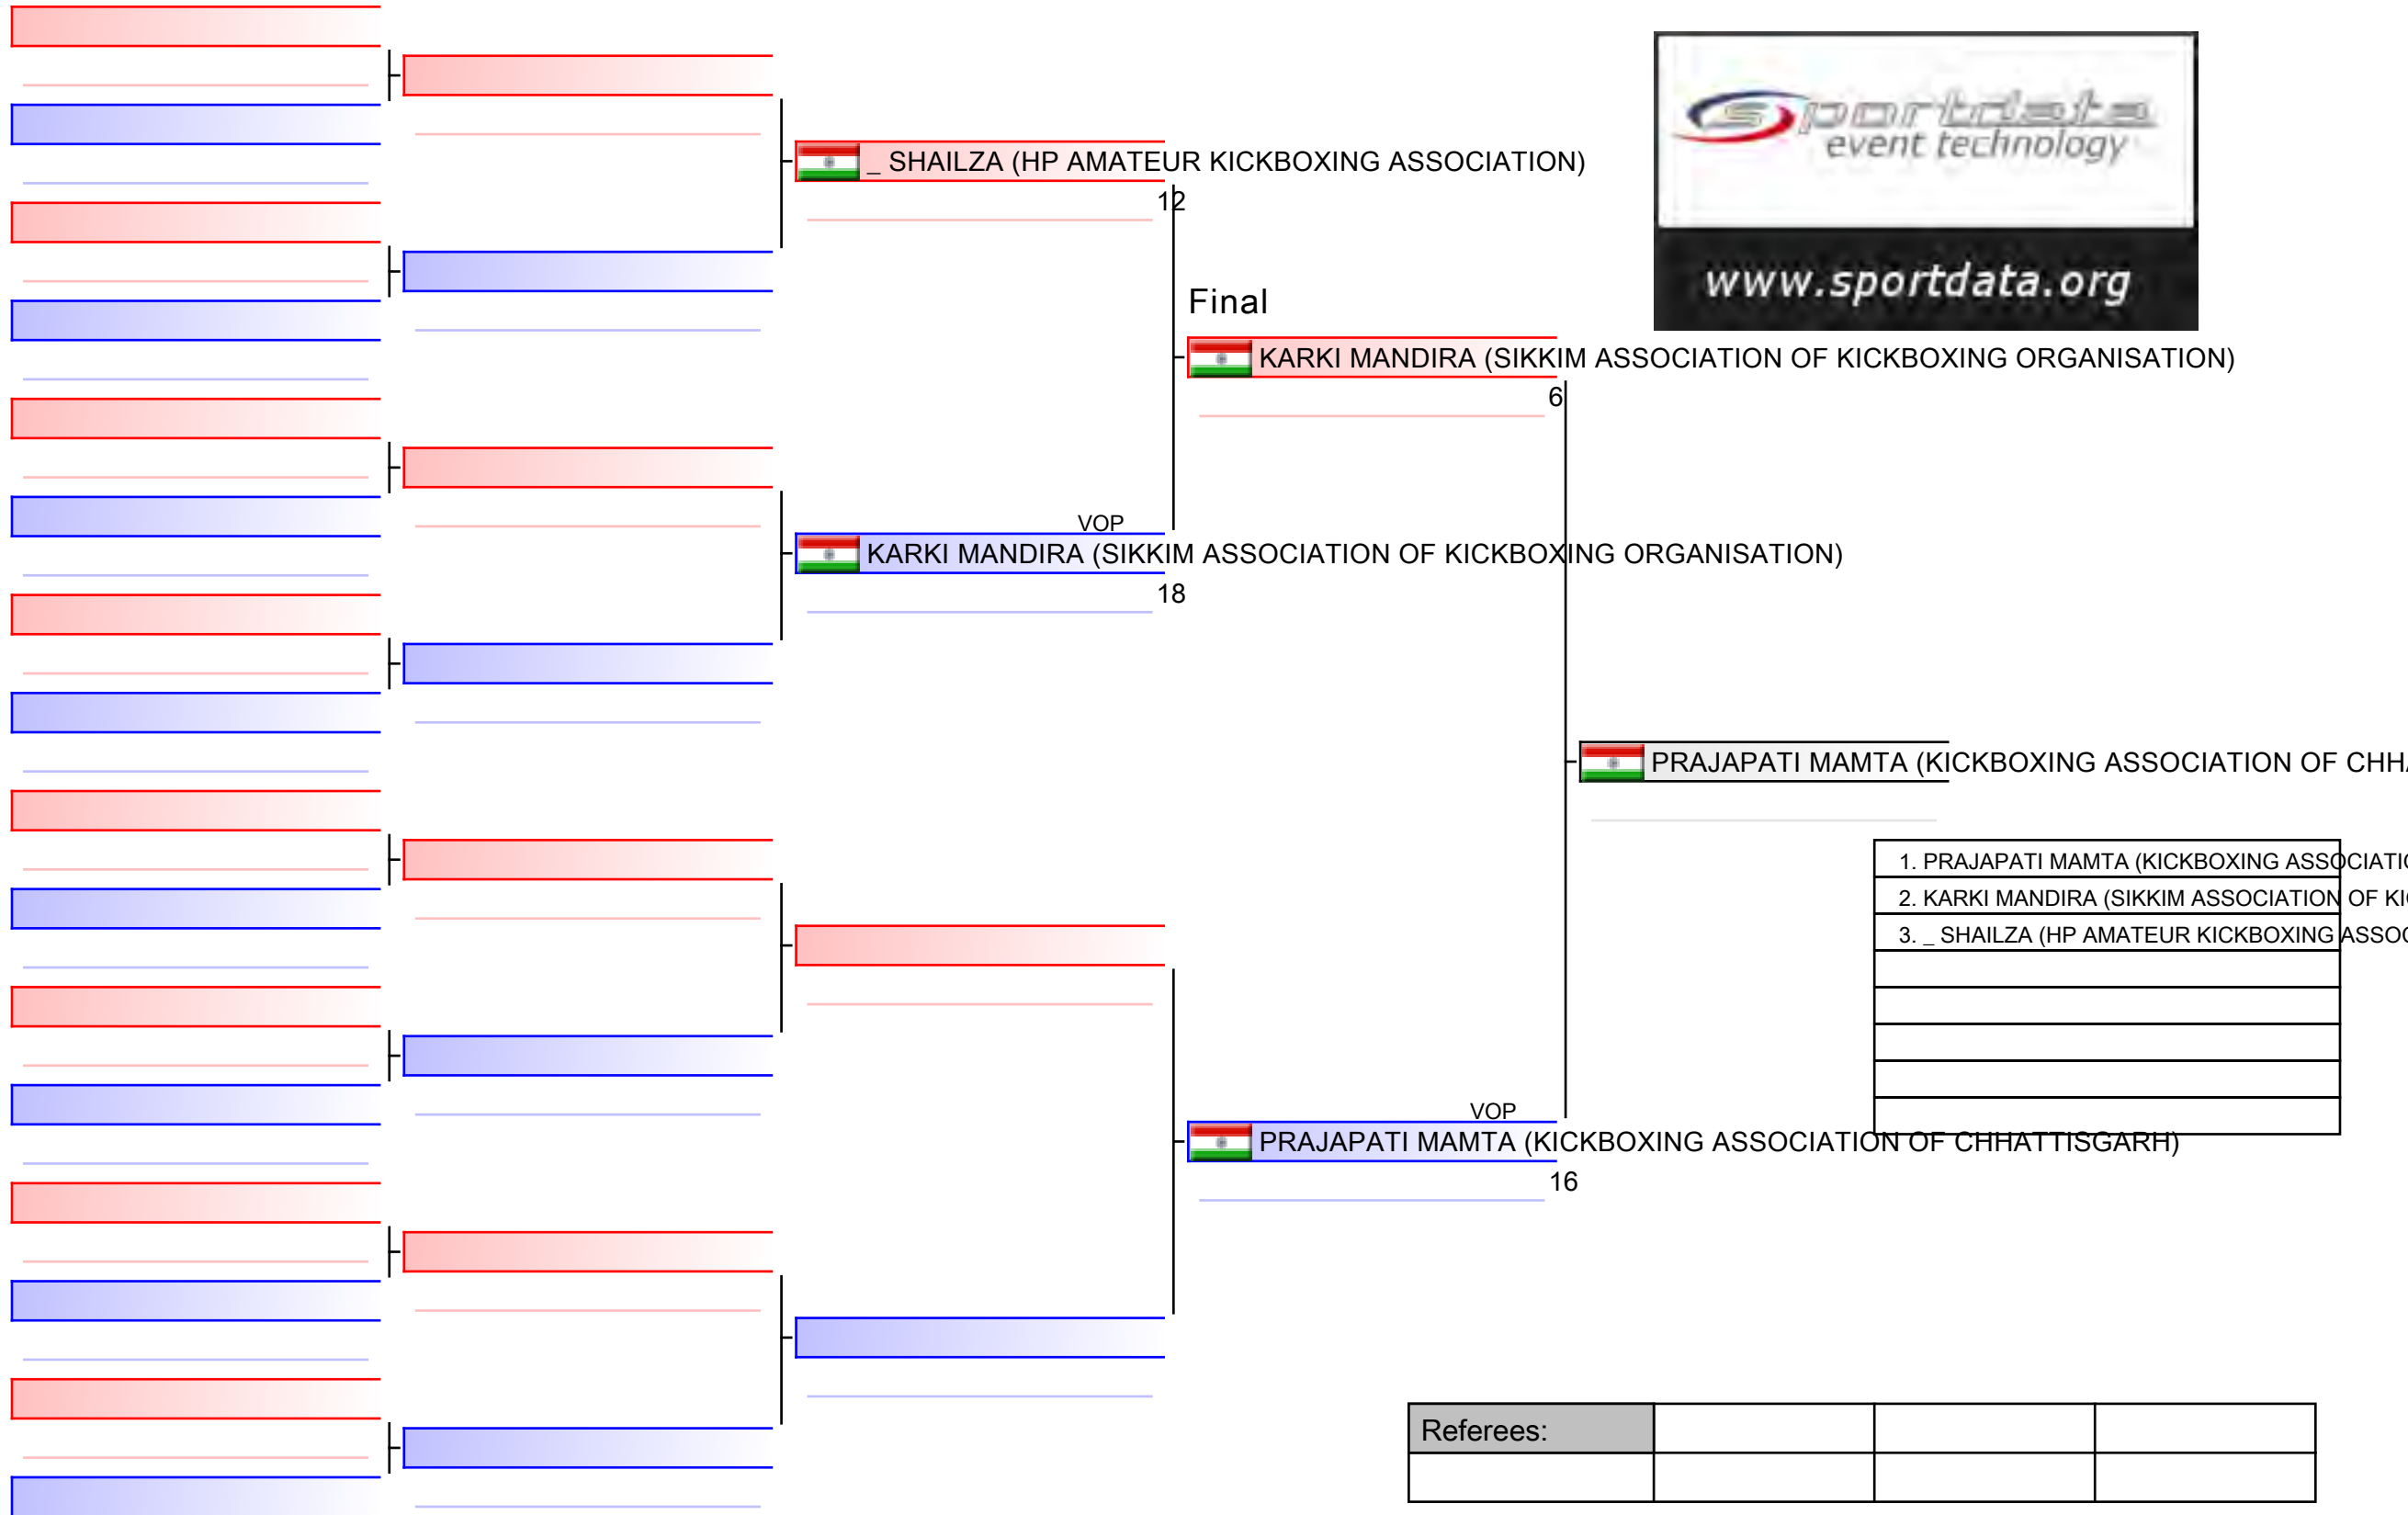 sportdata
event technology
www.sportdata.org
_ SHAILZA (HP AMATEUR KICKBOXING ASSOCIATION)
12
Final
KARKI MANDIRA (SIKKIM ASSOCIATION OF KICKBOXING ORGANISATION)
6
VOP
KARKI MANDIRA (SIKKIM ASSOCIATION OF KICKBOXING ORGANISATION)
18
PRAJAPATI MAMTA (KICKBOXING ASSOCIATION OF CHHA
1. PRAJAPATI MAMTA (KICKBOXING ASSOCIATIO
2. KARKI MANDIRA (SIKKIM ASSOCIATION OF KI
3. _ SHAILZA (HP AMATEUR KICKBOXING ASSOC
VOP
PRAJAPATI MAMTA (KICKBOXING ASSOCIATION OF CHHATTISGARH)
16
Referees: